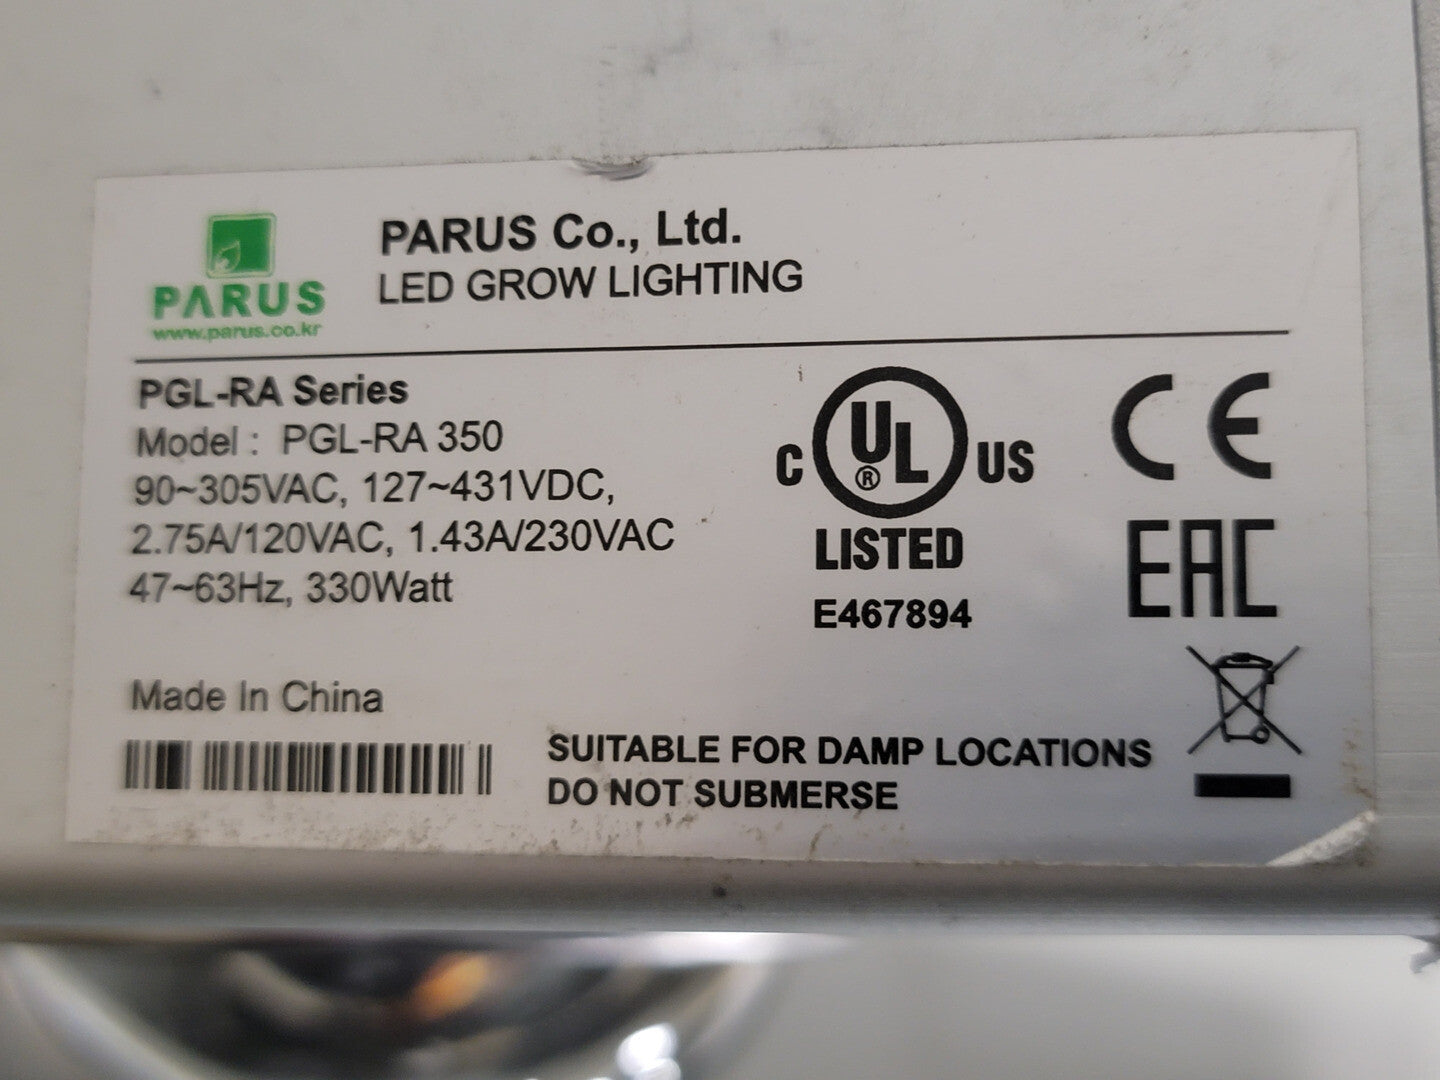 PARUS
www.parus.co.kr
PARUS Co., Ltd.
LED GROW LIGHTING
PGL-RA Series
Model : PGL-RA 350
90~305VAC, 127~431VDC,
2.75A/120VAC, 1.43A/230VAC
47~63Hz, 330Watt
Made In China
C UL® US
LISTED
E467894
CE
EAC
SUITABLE FOR DAMP LOCATIONS
DO NOT SUBMERSE